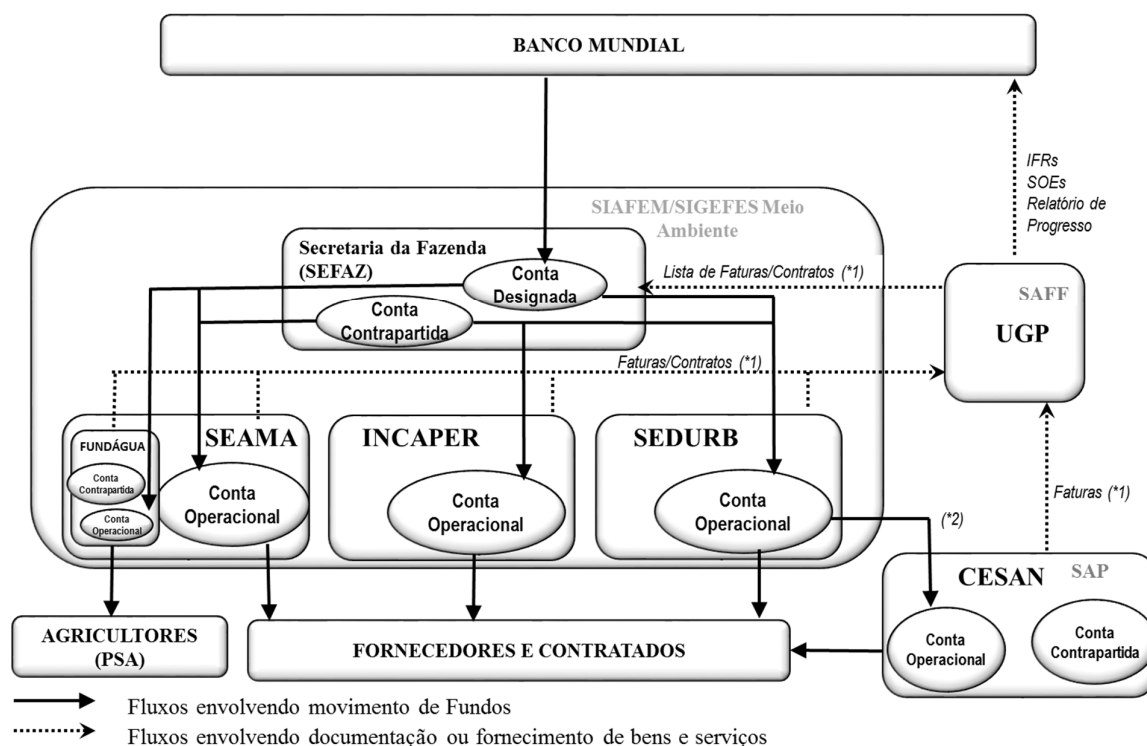 BANCO MUNDIAL
IFRs
SOEs
Relatório de
Progresso
SIAFEM/SIGEFES Meio
Ambiente
Secretaria da Fazenda
(SEFAZ)
Conta
Designada
Conta
Contrapartida
Lista de Faturas/Contratos (*1)
SAFF
UGP
Faturas/Contratos (*1)
FUNDÁGUA
Conta
Contrapartida
Conta
Operacional
SEAMA
Conta
Operacional
INCAPER
Conta
Operacional
SEDURB
Conta
Operacional
(*2)
Faturas (*1)
CESAN
SAP
Conta
Operacional
Conta
Contrapartida
AGRICULTORES
(PSA)
FORNECEDORES E CONTRATADOS
Fluxos envolvendo movimento de Fundos
Fluxos envolvendo documentação ou fornecimento de bens e serviços